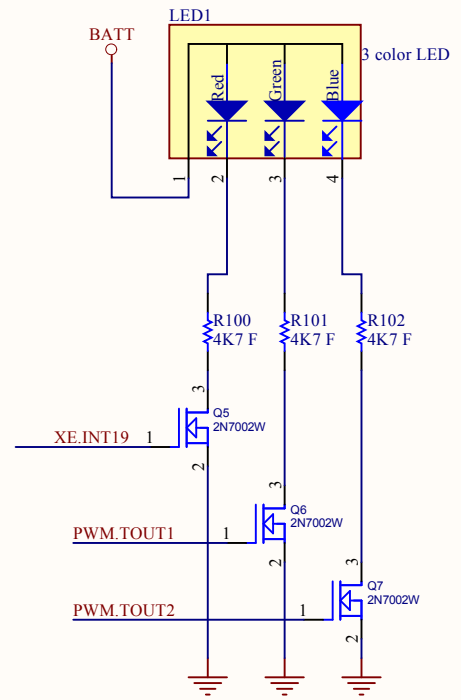 LED1
BATT
3 color LED
Red
Green
Blue
1
2
3
4
R100
4K7 F
R101
4K7 F
R102
4K7 F
3
Q5
2N7002W
XE.INT19
1
2
3
Q6
2N7002W
PWM.TOUT1
1
2
3
Q7
2N7002W
PWM.TOUT2
1
2